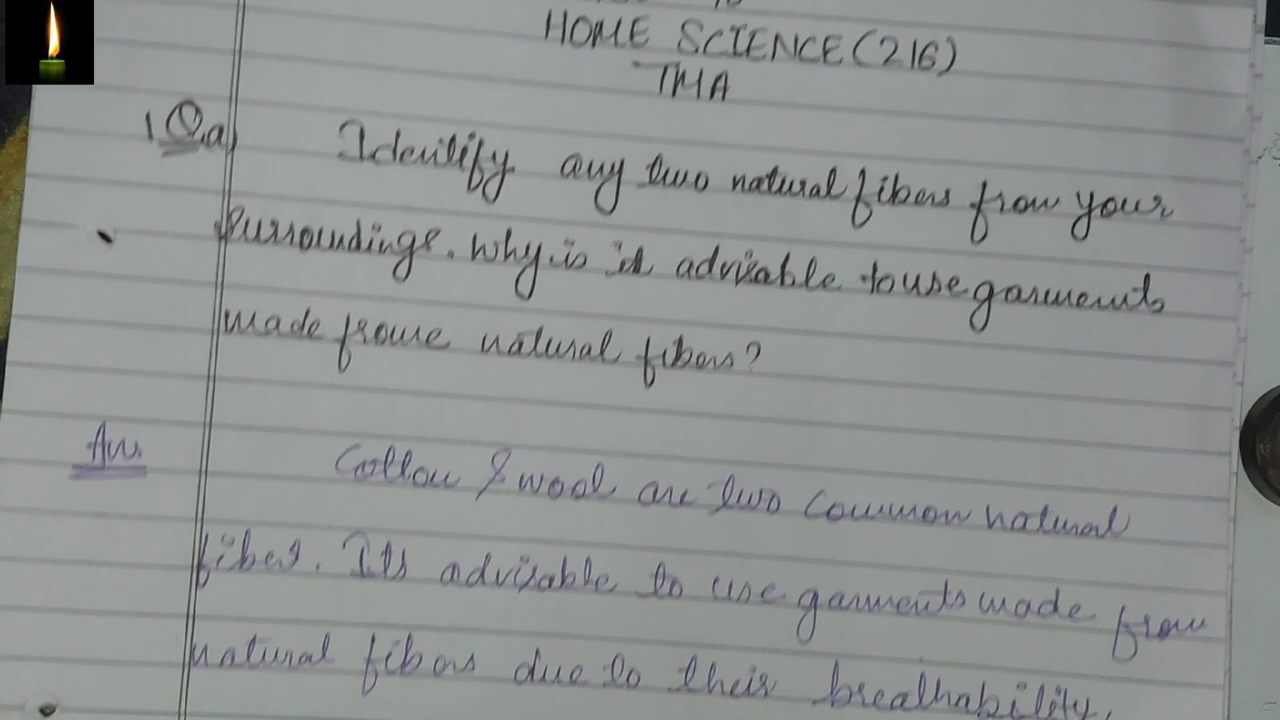 HOME SCIENCE (216)
TMA
1 Q.a) Identify any two natural fibers from your
surroundings. Why is it advisable to use garments
made frome natural fibers?
Ans. Cotton & wool are two common natural
fibers. Its advisable to use garments made from
natural fibers due to their breathability,